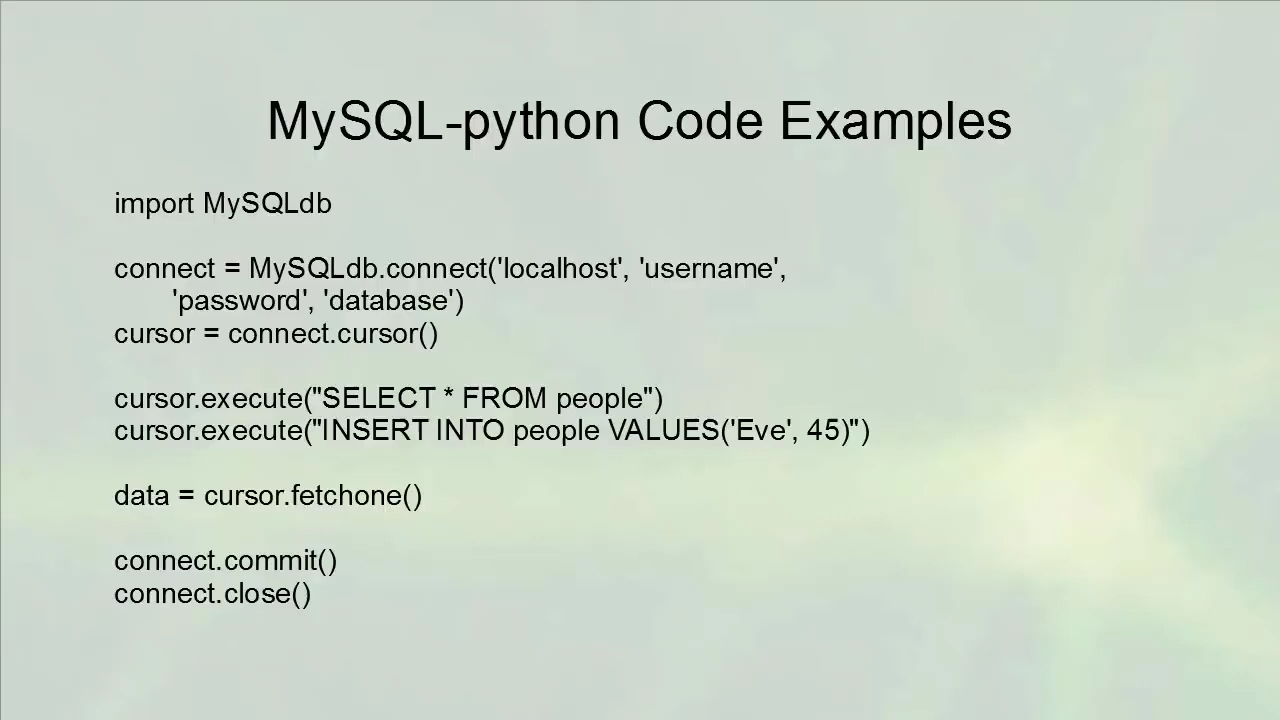 MySQL-python Code Examples
import MySQLdb
connect = MySQLdb.connect('localhost', 'username',
'password', 'database')
cursor = connect.cursor()
cursor.execute("SELECT * FROM people")
cursor.execute("INSERT INTO people VALUES('Eve', 45)")
data = cursor.fetchone()
connect.commit()
connect.close()